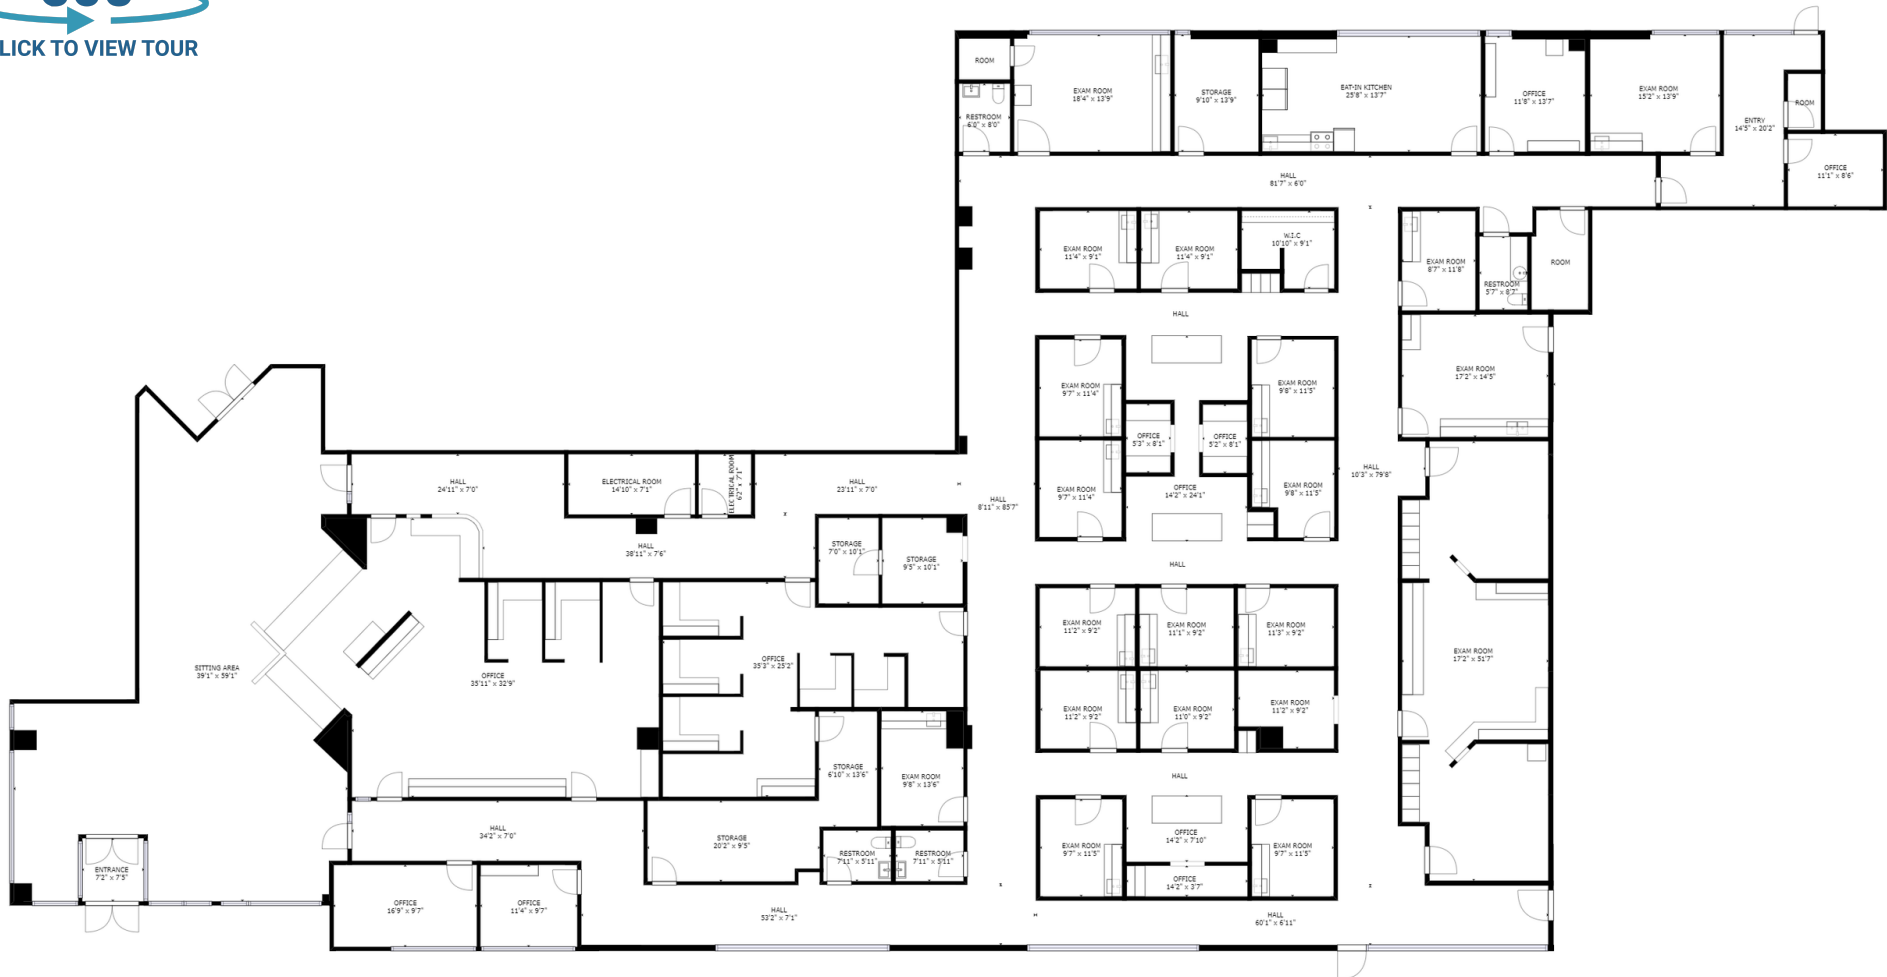 LICK TO VIEW TOUR
ROOM
RESTROOM
6'0" x 8'0"
EXAM ROOM
18'4" x 13'9"
STORAGE
9'10" x 13'9"
EAT-IN KITCHEN
25'8" x 13'7"
OFFICE
11'8" x 13'7"
EXAM ROOM
15'2" x 13'9"
ENTRY
14'5" x 20'2"
ROOM
OFFICE
11'1" x 8'6"
HALL
81'7" x 6'0"
EXAM ROOM
11'4" x 9'1"
EXAM ROOM
11'4" x 9'1"
W.I.C
10'10" x 9'1"
EXAM ROOM
8'7" x 11'8"
RESTROOM
5'7" x 8'7"
ROOM
HALL
EXAM ROOM
9'7" x 11'4"
EXAM ROOM
9'8" x 11'5"
EXAM ROOM
17'2" x 14'5"
OFFICE
5'3" x 8'1"
OFFICE
5'2" x 8'1"
HALL
10'3" x 79'8"
EXAM ROOM
9'7" x 11'4"
OFFICE
14'2" x 24'1"
EXAM ROOM
9'8" x 11'5"
HALL
24'11" x 7'0"
ELECTRICAL ROOM
14'10" x 7'1"
ELECTRICAL ROOM
6'2" x 7'1"
HALL
23'11" x 7'0"
HALL
8'11" x 85'7"
HALL
38'11" x 7'6"
STORAGE
7'0" x 10'1"
STORAGE
9'5" x 10'1"
HALL
EXAM ROOM
11'2" x 9'2"
EXAM ROOM
11'1" x 9'2"
EXAM ROOM
11'3" x 9'2"
SITTING AREA
39'1" x 59'1"
OFFICE
35'11" x 32'9"
OFFICE
35'3" x 25'2"
EXAM ROOM
17'2" x 51'7"
EXAM ROOM
11'2" x 9'2"
EXAM ROOM
11'0" x 9'2"
EXAM ROOM
11'2" x 9'2"
STORAGE
6'10" x 13'6"
EXAM ROOM
9'8" x 13'6"
HALL
HALL
34'2" x 7'0"
STORAGE
20'2" x 9'5"
RESTROOM
7'11" x 5'11"
RESTROOM
7'11" x 5'11"
EXAM ROOM
9'7" x 11'5"
OFFICE
14'2" x 7'10"
EXAM ROOM
9'7" x 11'5"
ENTRANCE
7'2" x 7'5"
OFFICE
14'2" x 3'7"
OFFICE
16'9" x 9'7"
OFFICE
11'4" x 9'7"
HALL
53'2" x 7'1"
HALL
60'1" x 6'11"